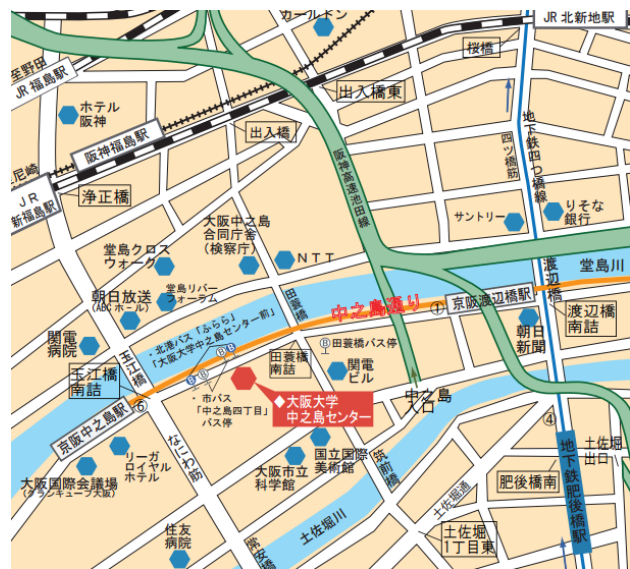 ガールドン
JR北新地駅
桜橋
至野田
JR福島駅
出入橋東
ホテル
阪神
阪神福島駅
出入橋
尼崎
浄正橋
JR
新福島駅
阪神高速池田線
地下鉄四つ橋線
四ツ橋筋
サントリー
りそな
銀行
大阪中之島
合同庁舎
(検察庁)
堂島クロス
ウォーク
NTT
堂島川
渡辺橋
朝日放送
(ABCホール)
堂島リバー
フォーラム
田蓑橋
中之島通り
①
京阪渡辺橋駅
渡辺橋
南詰
・北港バス「ふらら」
「大阪大学中之島センター前」
関電
病院
玉江橋
Ⓑ
Ⓑ
Ⓑ
Ⓑ
Ⓑ田蓑橋バス停
朝日
新聞
田蓑橋
南詰
関電
ビル
玉江橋
南詰
・市バス
「中之島四丁目」
バス停
◆大阪大学
中之島センター
中之島
入口
京阪中之島駅
⑥
④
土佐堀
出口
なにわ筋
リーガ
ロイヤル
ホテル
国立国際
美術館
大阪市立
科学館
筑前橋
地下鉄肥後橋駅
肥後橋南
大阪国際会議場
(グランキューブ大阪)
土佐堀通
土佐堀川
土佐堀
1丁目東
住友
病院
常安橋